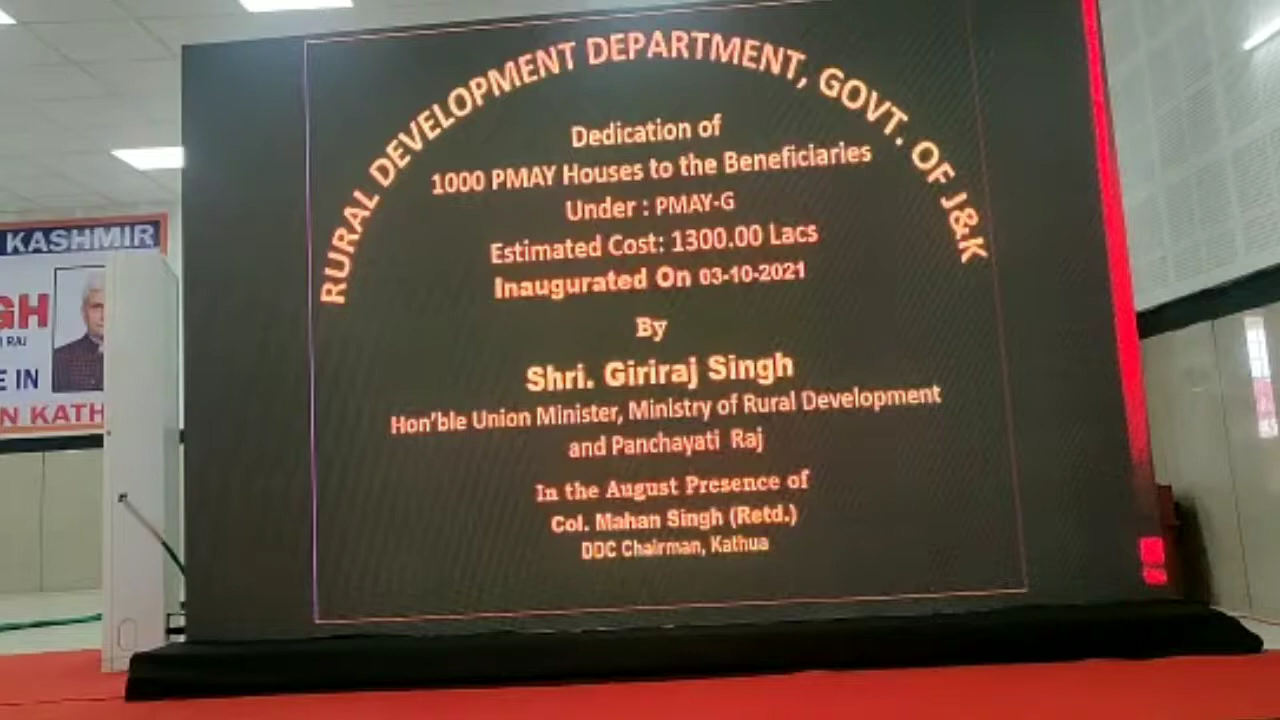 RURAL DEVELOPMENT DEPARTMENT, GOVT. OF J&K
Dedication of
1000 PMAY Houses to the Beneficiaries
Under : PMAY-G
Estimated Cost: 1300.00 Lacs
Inaugurated On 03-10-2021
By
Shri. Giriraj Singh
Hon'ble Union Minister, Ministry of Rural Development
and Panchayati Raj
In the August Presence of
Col. Mahan Singh (Retd.)
DDC Chairman, Kathua
KASHMIR
GH
I RAJ
E IN
N KATH